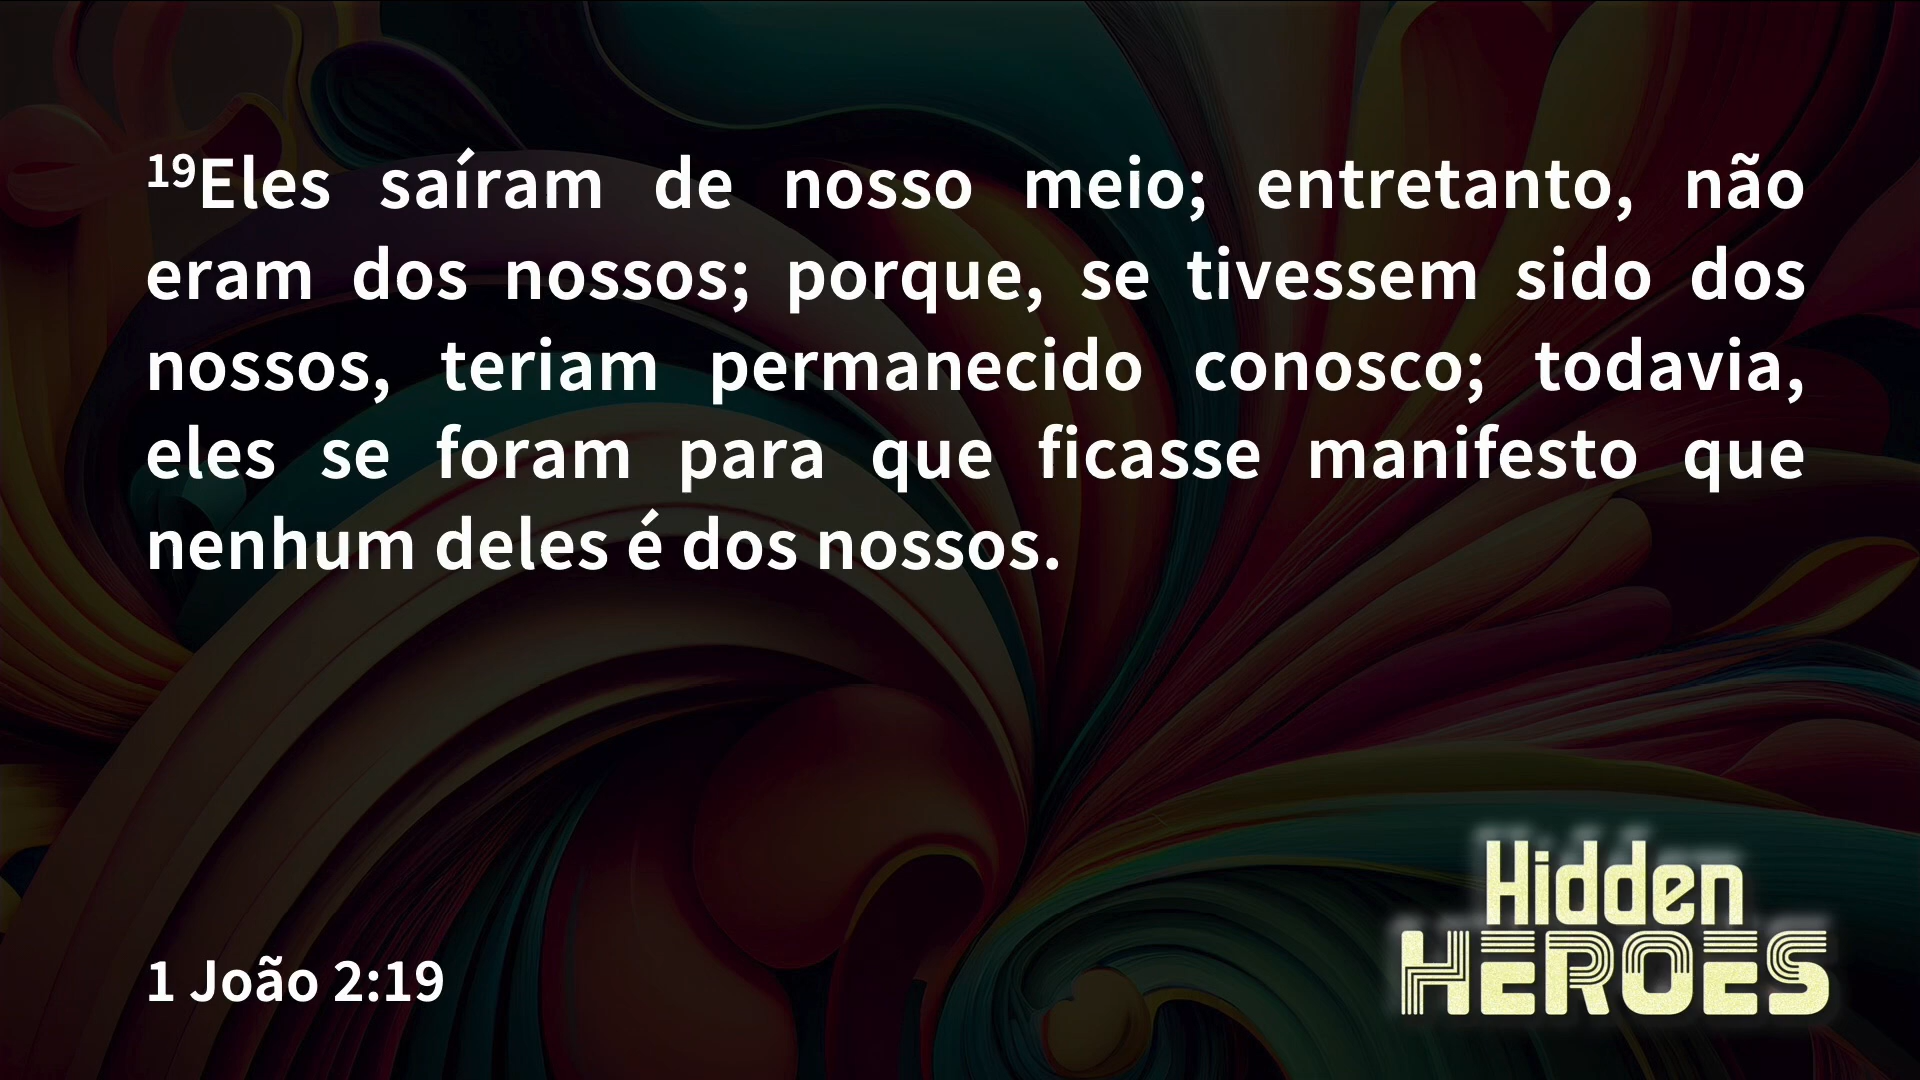 19Eles saíram de nosso meio; entretanto, não
eram dos nossos; porque, se tivessem sido dos
nossos, teriam permanecido conosco; todavia,
eles se foram para que ficasse manifesto que
nenhum deles é dos nossos.
1 João 2:19
Hidden
HEROES